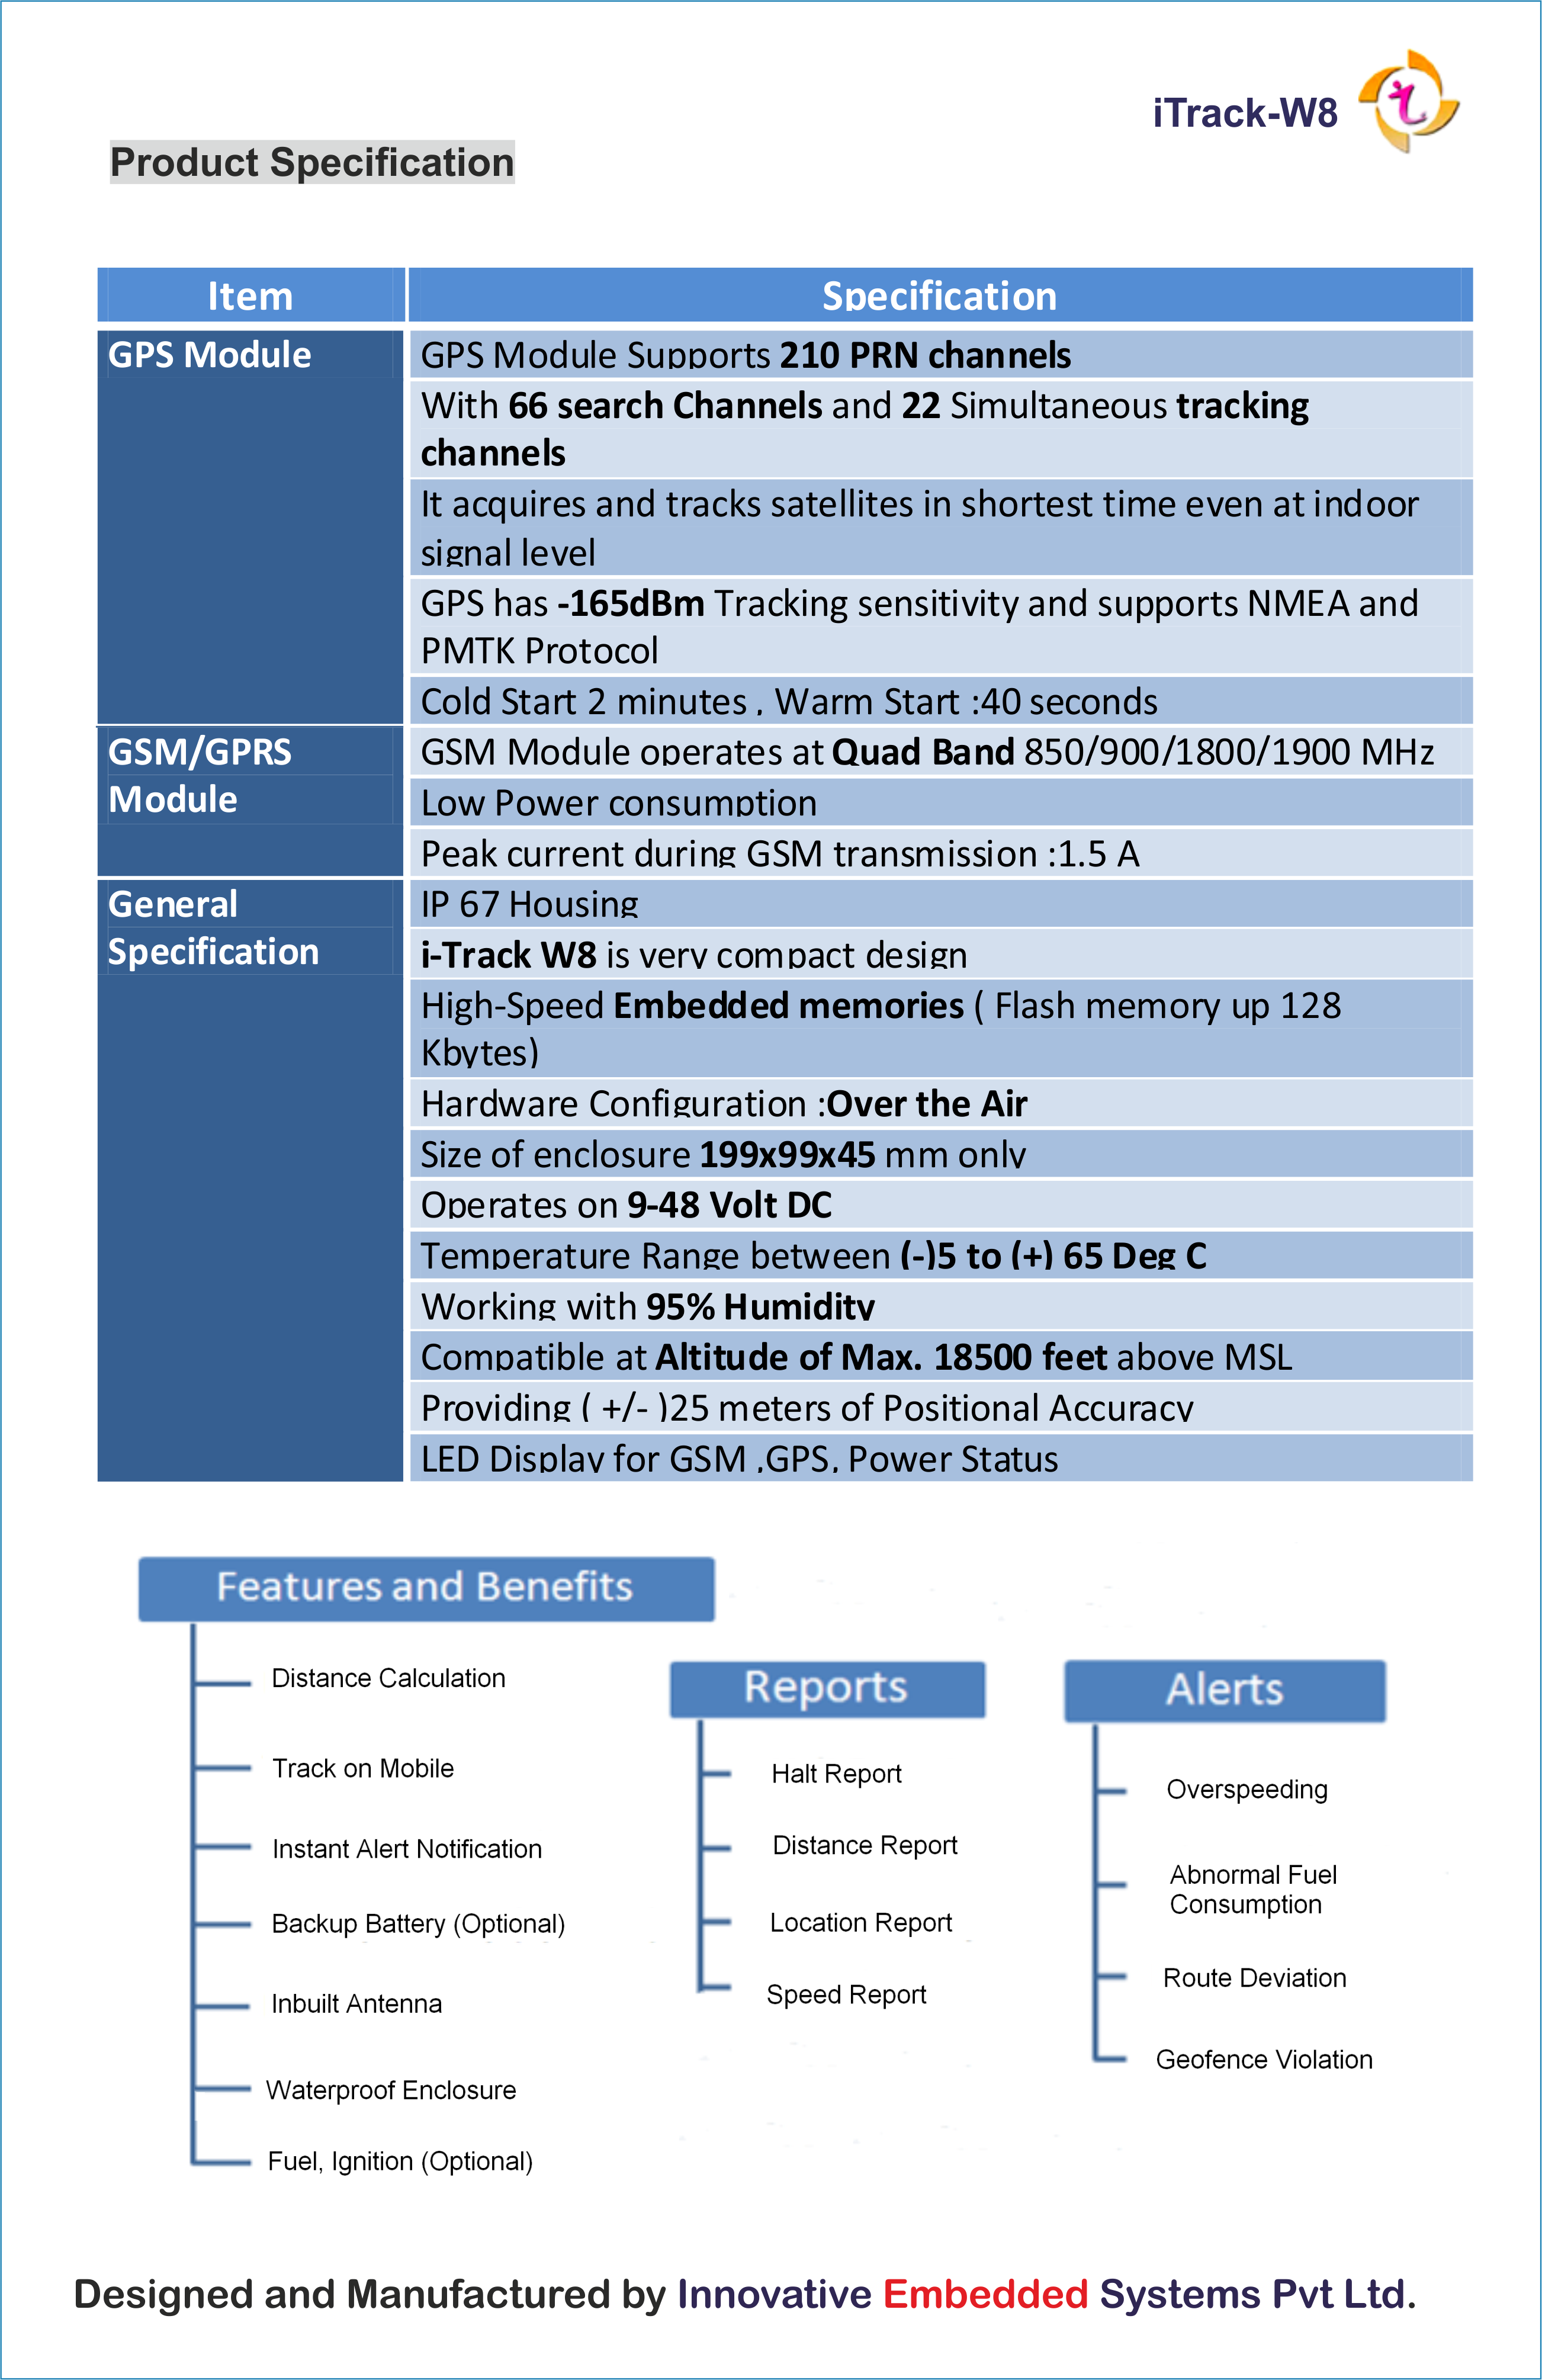 iTrack-W8
Product Specification
Item
Specification
GPS Module
GPS Module Supports 210 PRN channels
With 66 search Channels and 22 Simultaneous tracking
channels
It acquires and tracks satellites in shortest time even at indoor
signal level
GPS has -165dBm Tracking sensitivity and supports NMEA and
PMTK Protocol
Cold Start 2 minutes , Warm Start :40 seconds
GSM/GPRS
Module
GSM Module operates at Quad Band 850/900/1800/1900 MHz
Low Power consumption
Peak current during GSM transmission :1.5 A
General
Specification
IP 67 Housing
i-Track W8 is very compact design
High-Speed Embedded memories ( Flash memory up 128
Kbytes)
Hardware Configuration :Over the Air
Size of enclosure 199x99x45 mm only
Operates on 9-48 Volt DC
Temperature Range between (-)5 to (+) 65 Deg C
Working with 95% Humidity
Compatible at Altitude of Max. 18500 feet above MSL
Providing ( +/- )25 meters of Positional Accuracy
LED Display for GSM ,GPS, Power Status
Features and Benefits
Distance Calculation
Track on Mobile
Instant Alert Notification
Backup Battery (Optional)
Inbuilt Antenna
Waterproof Enclosure
Fuel, Ignition (Optional)
Reports
Halt Report
Distance Report
Location Report
Speed Report
Alerts
Overspeeding
Abnormal Fuel
Consumption
Route Deviation
Geofence Violation
Designed and Manufactured by Innovative Embedded Systems Pvt Ltd.